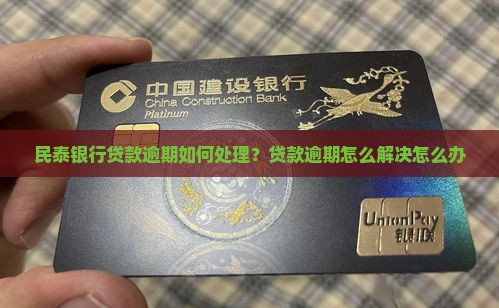 中国建设银行
China Construction Bank
Platinum
民泰银行贷款逾期如何处理？贷款逾期怎么解决怎么办
UnionPay
银联